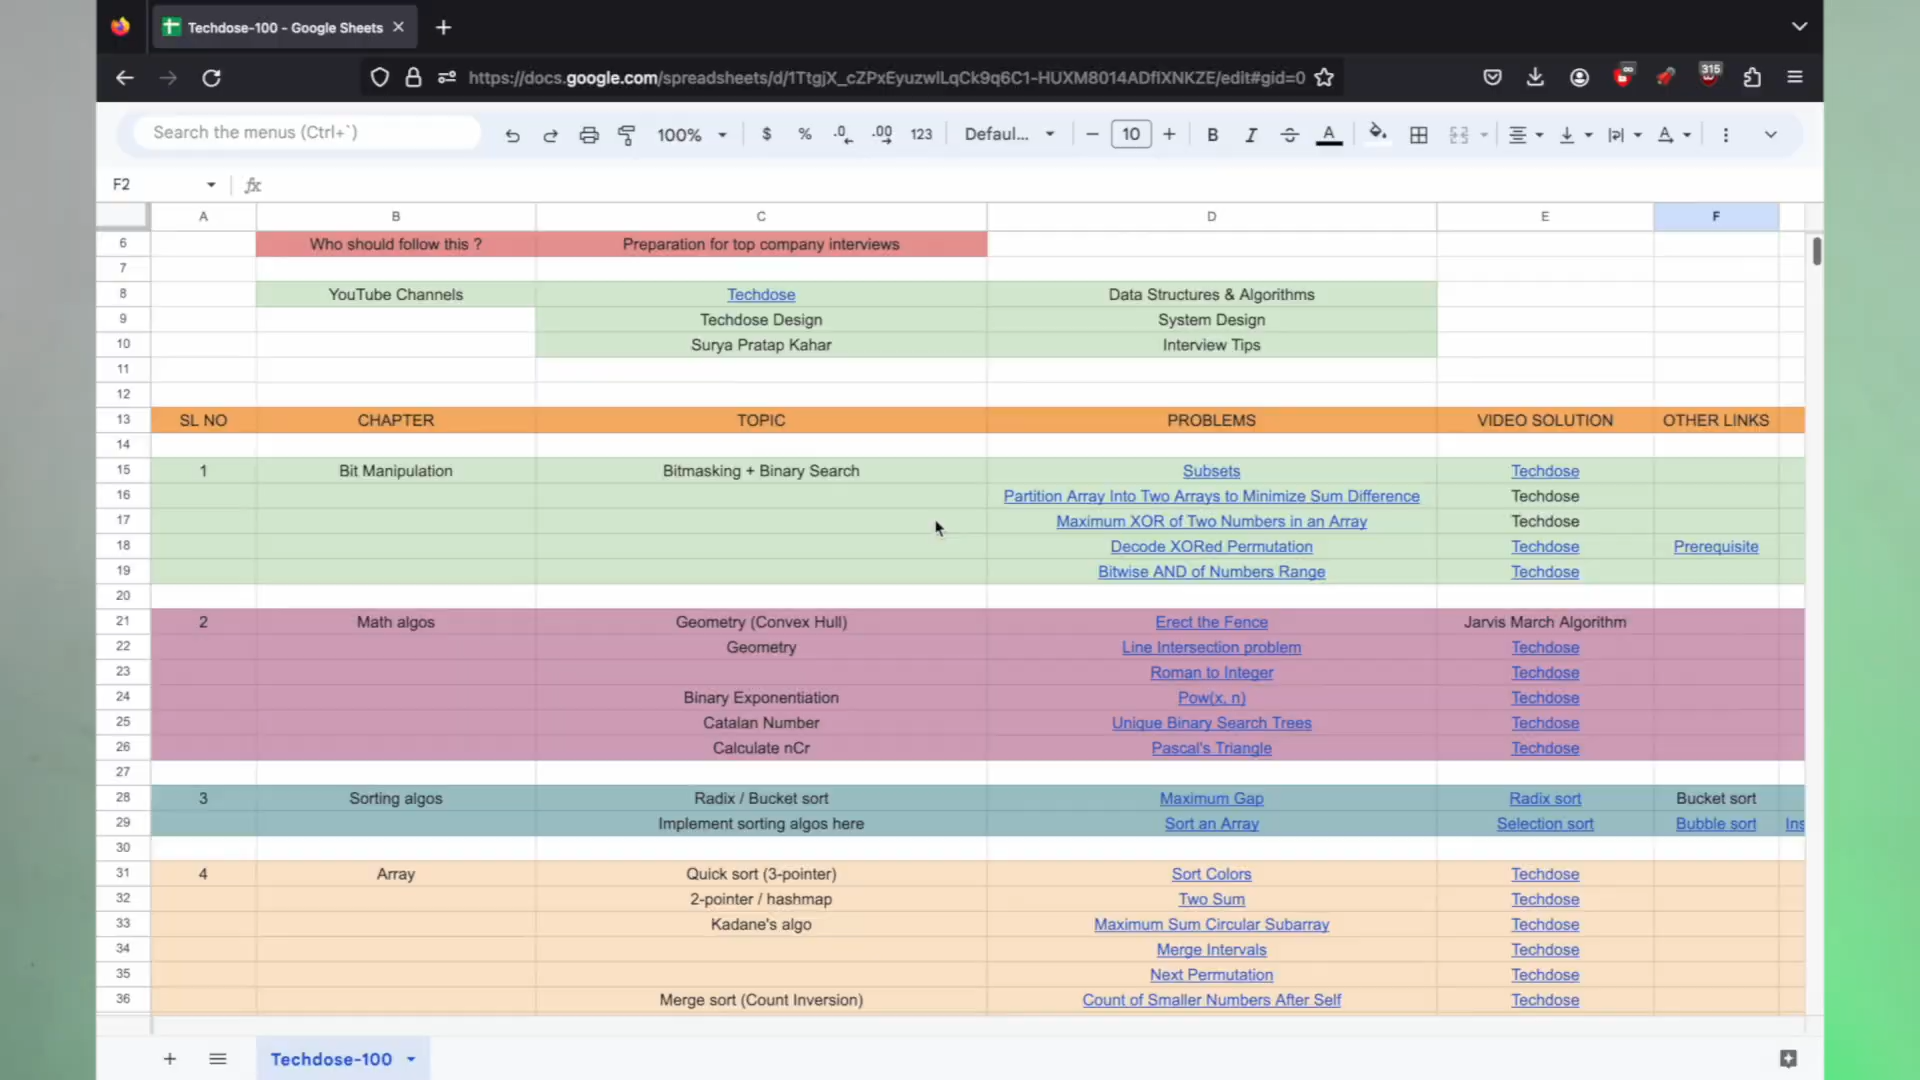 Techdose-100 - Google Sheets
https://docs.google.com/spreadsheets/d/1TtgjX_cZPxEyuzwILqCk9q6C1-HUXM8014ADfIXNKZE/edit#gid=0
315
Search the menus (Ctrl+`)
100%
$ % .0 .00 123
Defaul...
- 10 +
B I A
F2
fx
A B C D E F
6 Who should follow this ? Preparation for top company interviews
7
8 YouTube Channels Techdose Data Structures & Algorithms
9 Techdose Design System Design
10 Surya Pratap Kahar Interview Tips
11
12
13 SL NO CHAPTER TOPIC PROBLEMS VIDEO SOLUTION OTHER LINKS
14
15 1 Bit Manipulation Bitmasking + Binary Search Subsets Techdose
16 Partition Array Into Two Arrays to Minimize Sum Difference Techdose
17 Maximum XOR of Two Numbers in an Array Techdose
18 Decode XORed Permutation Techdose Prerequisite
19 Bitwise AND of Numbers Range Techdose
20
21 2 Math algos Geometry (Convex Hull) Erect the Fence Jarvis March Algorithm
22 Geometry Line Intersection problem Techdose
23 Roman to Integer Techdose
24 Binary Exponentiation Pow(x, n) Techdose
25 Catalan Number Unique Binary Search Trees Techdose
26 Calculate nCr Pascal's Triangle Techdose
27
28 3 Sorting algos Radix / Bucket sort Maximum Gap Radix sort Bucket sort
29 Implement sorting algos here Sort an Array Selection sort Bubble sort Ins
30
31 4 Array Quick sort (3-pointer) Sort Colors Techdose
32 2-pointer / hashmap Two Sum Techdose
33 Kadane's algo Maximum Sum Circular Subarray Techdose
34 Merge Intervals Techdose
35 Next Permutation Techdose
36 Merge sort (Count Inversion) Count of Smaller Numbers After Self Techdose
Techdose-100